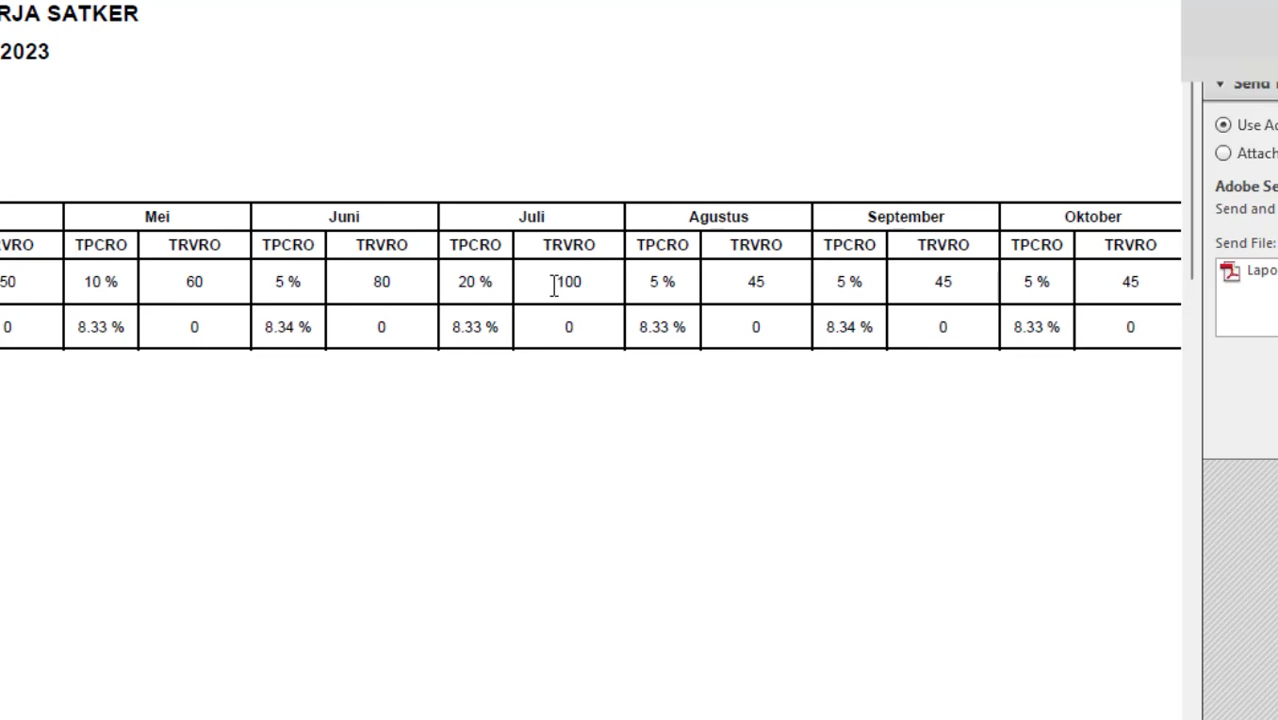 RJA SATKER
2023
Send
Use Ad
Attach
Adobe Se
Send and
Send File:
Lapo
Mei Juni Juli Agustus September Oktober
VRO TPCRO TRVRO TPCRO TRVRO TPCRO TRVRO TPCRO TRVRO TPCRO TRVRO TPCRO TRVRO
50 10 % 60 5 % 80 20 % 100 5 % 45 5 % 45 5 % 45
0 8.33 % 0 8.34 % 0 8.33 % 0 8.33 % 0 8.34 % 0 8.33 % 0